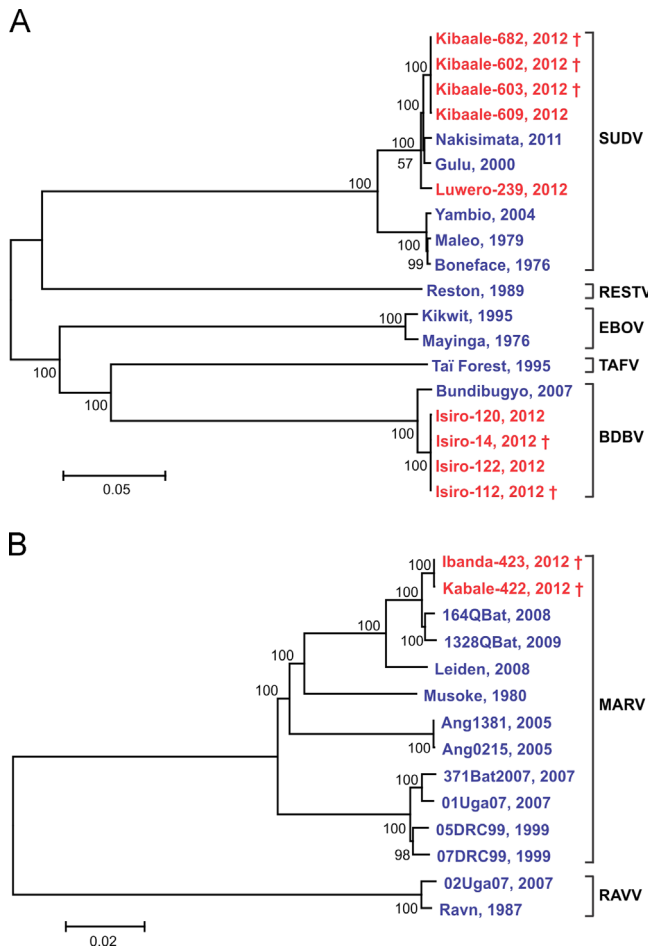 A
Kibaale-682, 2012 †
Kibaale-602, 2012 †
100
Kibaale-603, 2012 †
100
Kibaale-609, 2012
100
Nakisimata, 2011
SUDV
57
Gulu, 2000
100
Luwero-239, 2012
Yambio, 2004
100
Maleo, 1979
99
Boneface, 1976
Reston, 1989
RESTV
Kikwit, 1995
100
EBOV
Mayinga, 1976
100
Taï Forest, 1995
TAFV
100
Bundibugyo, 2007
Isiro-120, 2012
100
Isiro-14, 2012 †
BDBV
100
Isiro-122, 2012
Isiro-112, 2012 †
0.05
B
100
Ibanda-423, 2012 †
100
Kabale-422, 2012 †
164QBat, 2008
100
100
1328QBat, 2009
100
Leiden, 2008
100
Musoke, 1980
MARV
Ang1381, 2005
100
Ang0215, 2005
100
371Bat2007, 2007
01Uga07, 2007
100
05DRC99, 1999
98
07DRC99, 1999
02Uga07, 2007
RAVV
100
Ravn, 1987
0.02